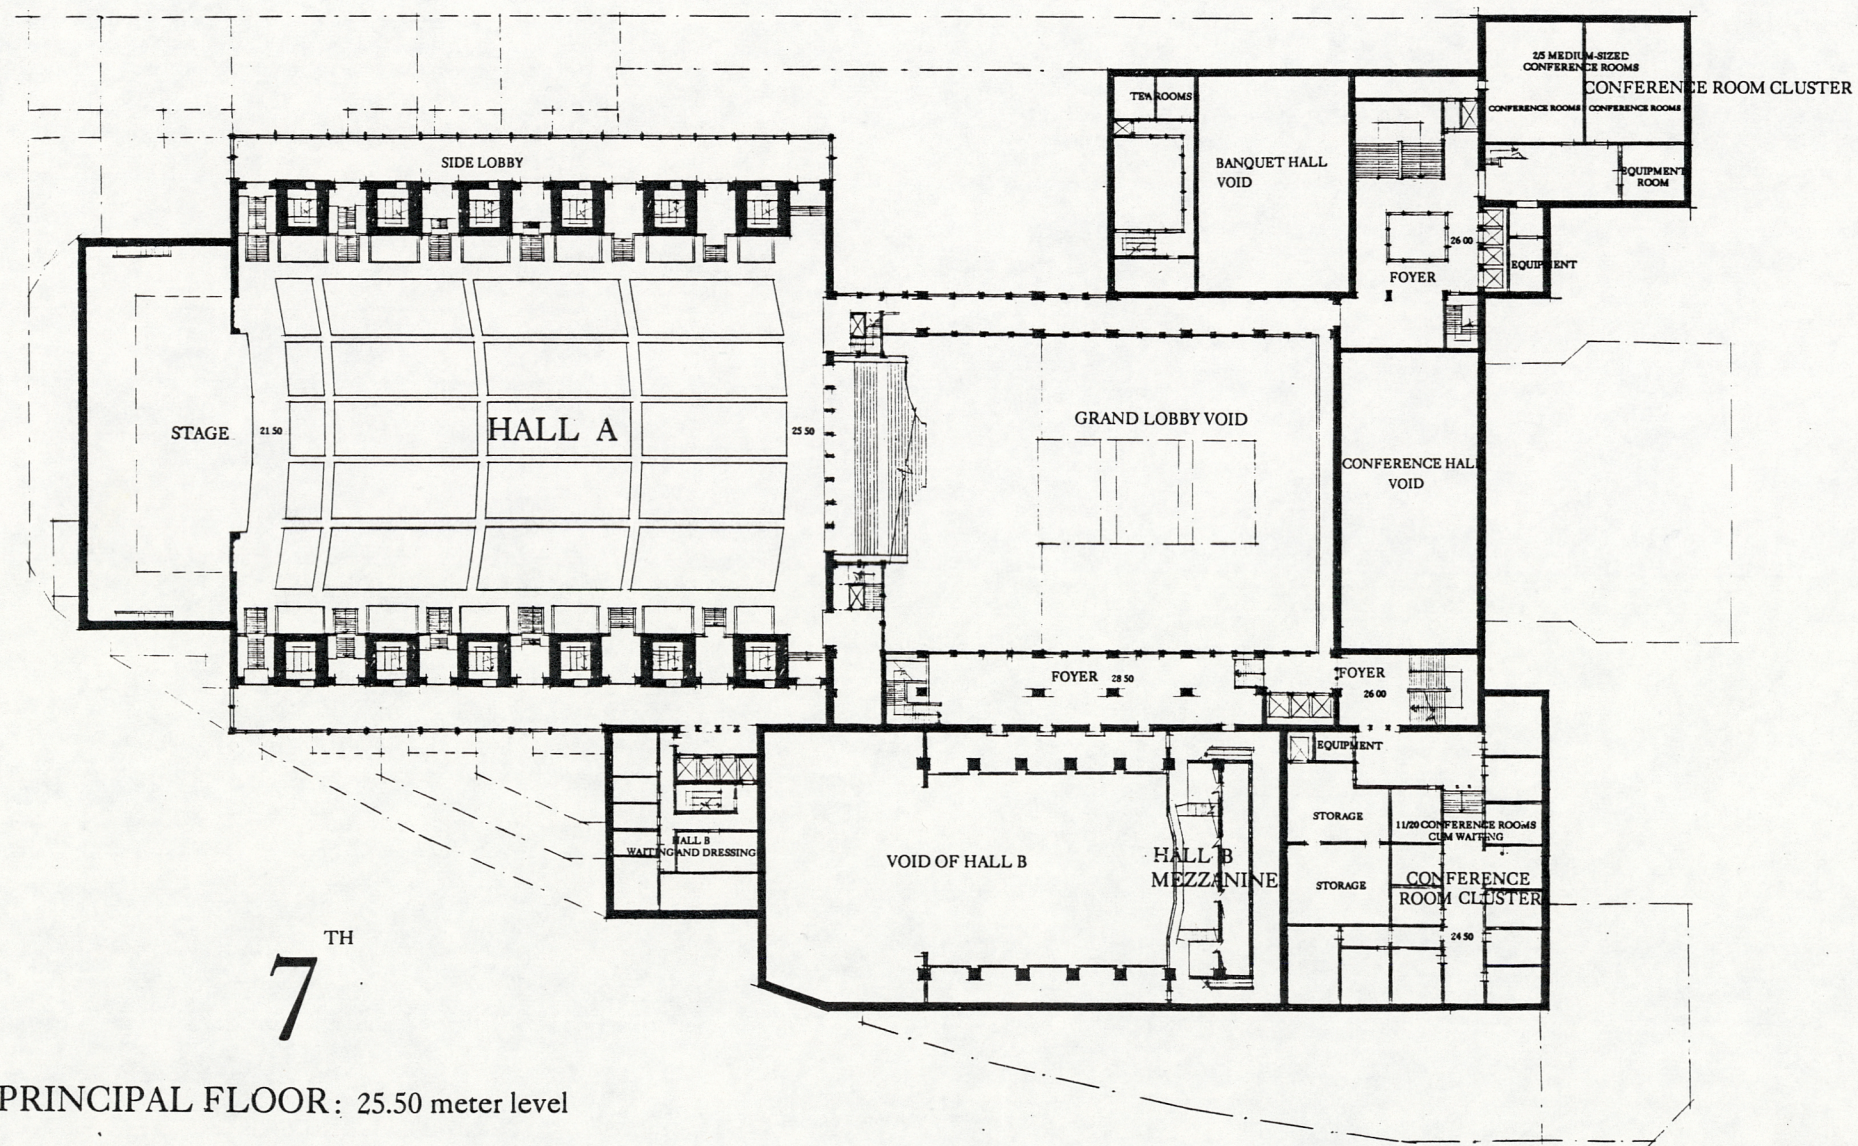 2/5 MEDIUM-SIZED
CONFERENCE ROOMS
CONFERENCE ROOM CLUSTER
CONFERENCE ROOMS
CONFERENCE ROOMS
TEA ROOMS
SIDE LOBBY
BANQUET HALL
VOID
EQUIPMENT
ROOM
26 00
EQUIPMENT
FOYER
STAGE
21 50
HALL A
25 50
GRAND LOBBY VOID
CONFERENCE HALL
VOID
FOYER 28 50
FOYER
26 00
EQUIPMENT
STORAGE
11/20 CONFERENCE ROOMS
CUM WAITING
HALL B
WAITING AND DRESSING
VOID OF HALL B
HALL B
MEZZANINE
STORAGE
CONFERENCE
ROOM CLUSTER
24 50
7TH
PRINCIPAL FLOOR: 25.50 meter level